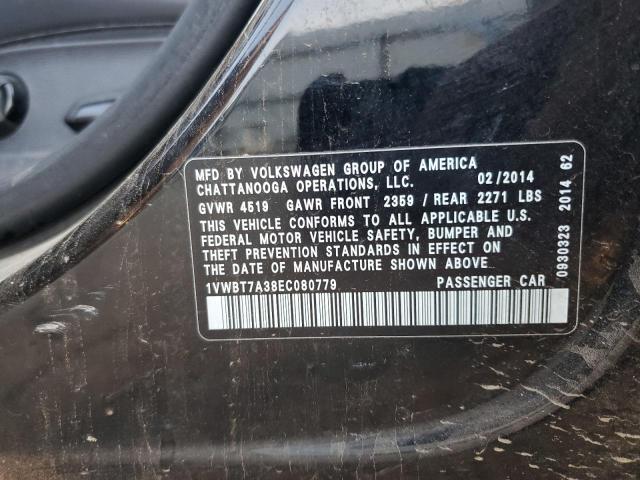 MFD BY VOLKSWAGEN GROUP OF AMERICA
CHATTANOOGA OPERATIONS, LLC. 02/2014
GVWR 4519 GAWR FRONT 2359 / REAR 2271 LBS
THIS VEHICLE CONFORMS TO ALL APPLICABLE U.S.
FEDERAL MOTOR VEHICLE SAFETY, BUMPER AND
THEFT PREVENTION STANDARDS IN EFFECT ON
THE DATE OF MANUFACTURE SHOWN ABOVE.
1VWBT7A38EC080779 PASSENGER CAR
0930323 2014 62